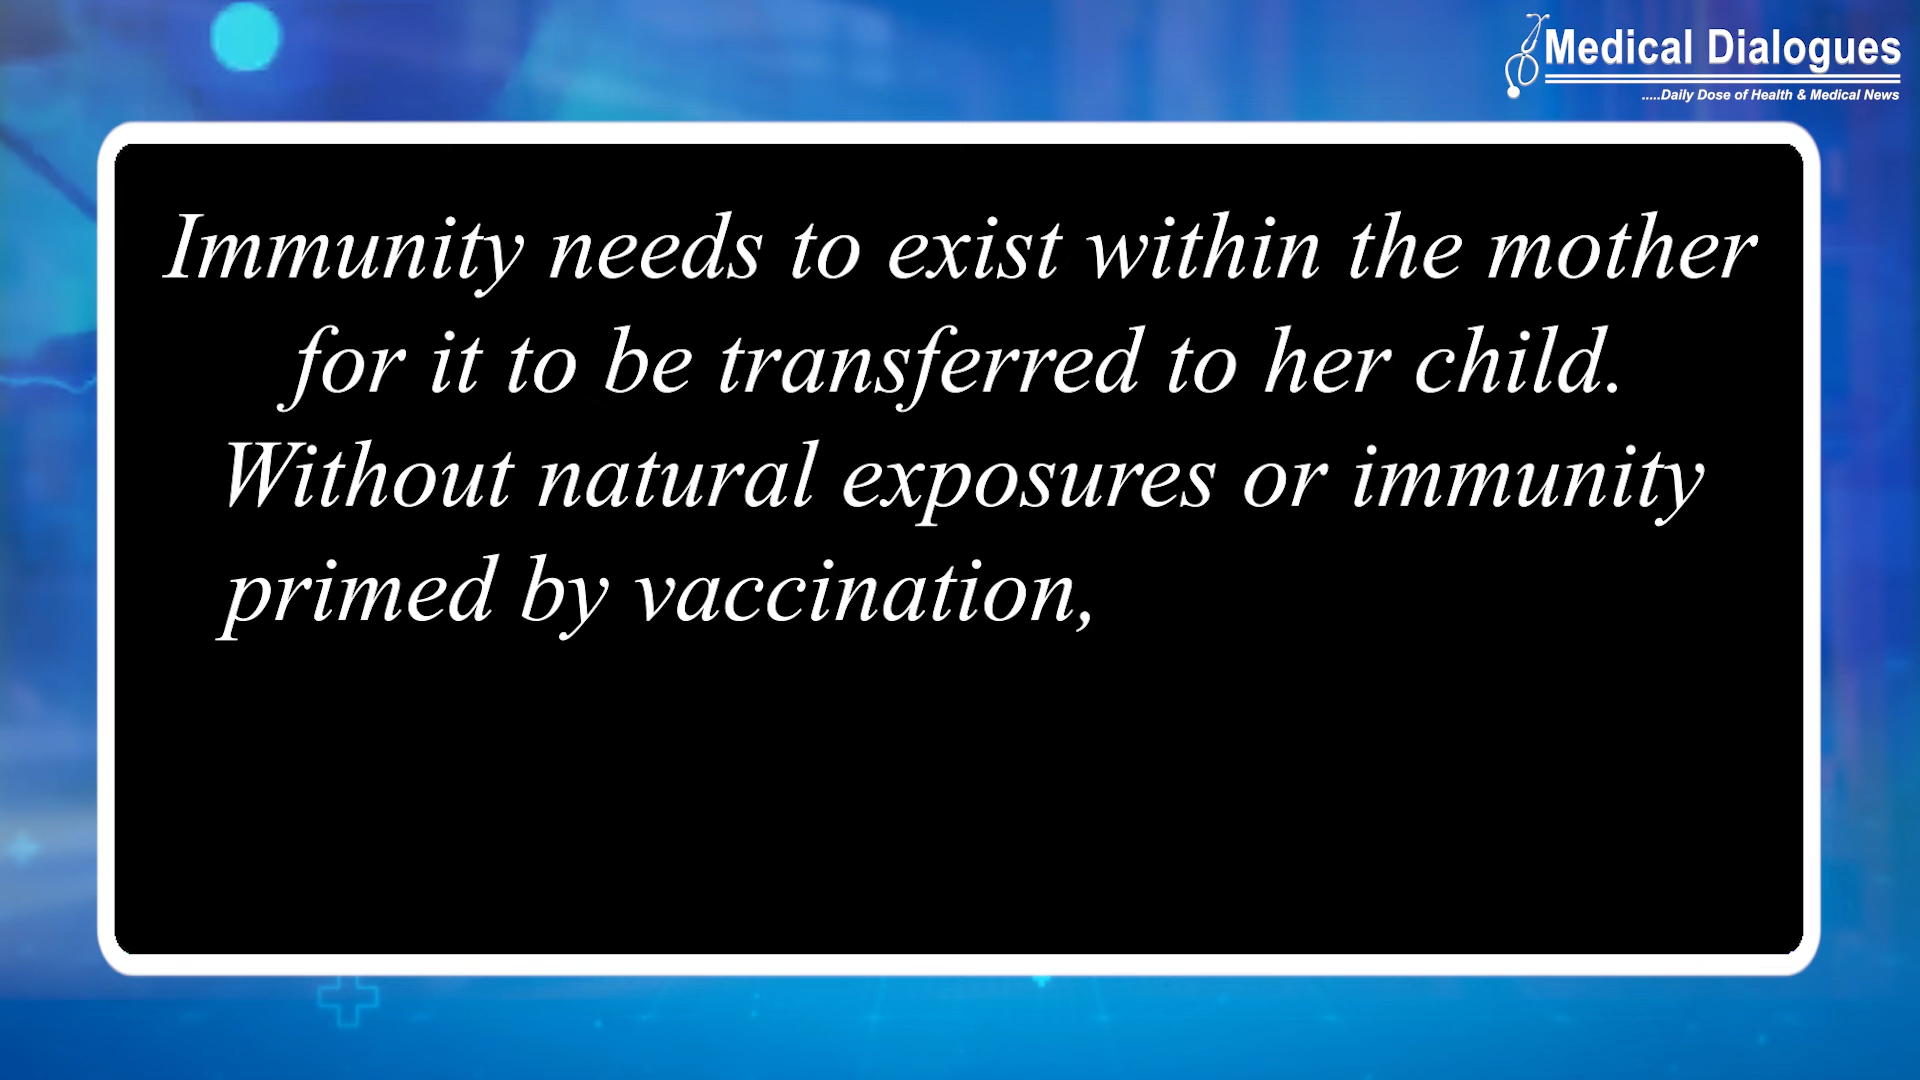 Medical Dialogues
.....Daily Dose of Health & Medical News
Immunity needs to exist within the mother
for it to be transferred to her child.
Without natural exposures or immunity
primed by vaccination,